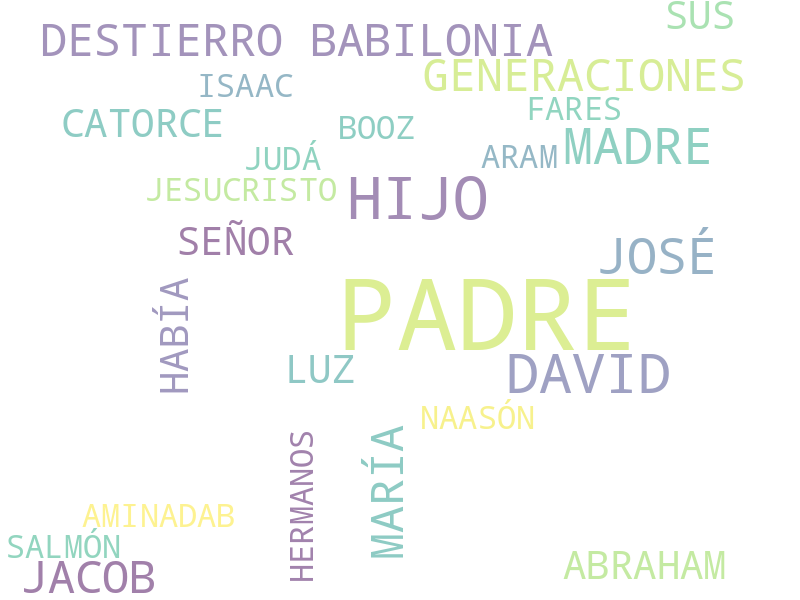 SUS
DESTIERRO BABILONIA
GENERACIONES
ISAAC
FARES
CATORCE
BOOZ
MADRE
JUDÁ
ARAM
JESUCRISTO
HIJO
SEÑOR
JOSÉ
PADRE
HABÍA
LUZ
DAVID
NAASÓN
MARÍA
HERMANOS
AMINADAB
SALMÓN
ABRAHAM
JACOB